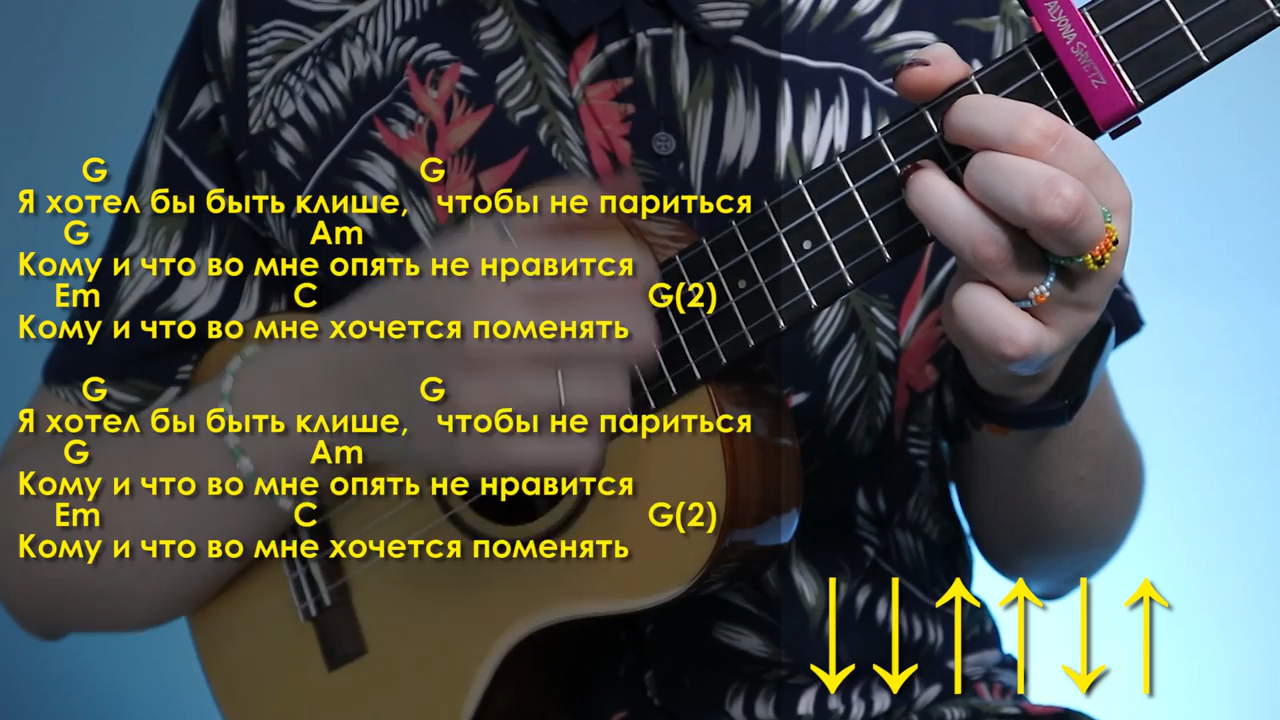 ALYONA SHVETZ
G G
Я хотел бы быть клише, чтобы не париться
G Am
Кому и что во мне опять не нравится
Em C G(2)
Кому и что во мне хочется поменять
G G
Я хотел бы быть клише, чтобы не париться
G Am
Кому и что во мне опять не нравится
Em C G(2)
Кому и что во мне хочется поменять
↓↓↑↑↓↑